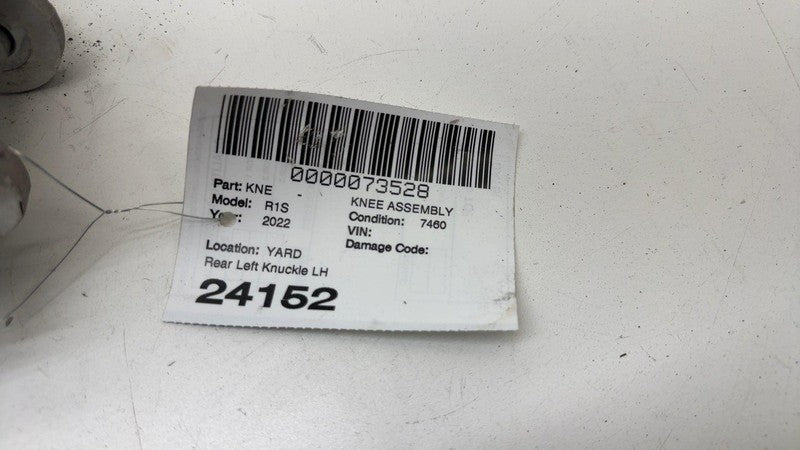 0000073528
Part: KNE - KNEE ASSEMBLY
Model: R1S Condition: 7460
2022 VIN:
Damage Code:
Location: YARD
Rear Left Knuckle LH
24152